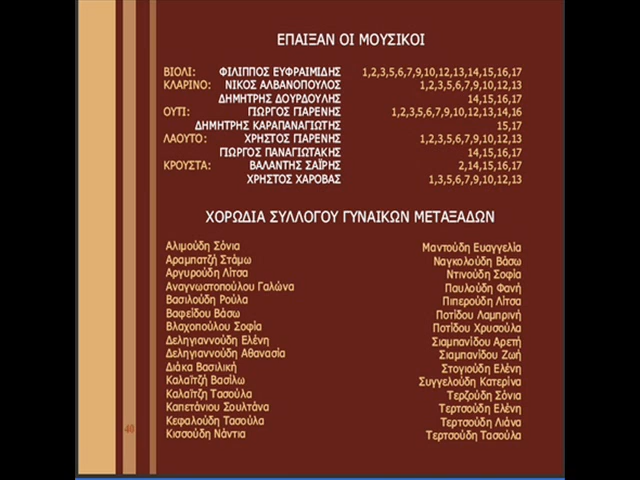 ΕΠΑΙΞΑΝ ΟΙ ΜΟΥΣΙΚΟΙ
ΒΙΟΛΙ: ΦΙΛΙΠΠΟΣ ΕΥΦΡΑΙΜΙΔΗΣ 1,2,3,5,6,7,9,10,12,13,14,15,16,17
ΚΛΑΡΙΝΟ: ΝΙΚΟΣ ΑΛΒΑΝΟΠΟΥΛΟΣ 1,2,3,5,6,7,9,10,12,13
ΔΗΜΗΤΡΗΣ ΔΟΥΡΔΟΥΛΗΣ 14,15,16,17
ΟΥΤΙ: ΓΙΩΡΓΟΣ ΓΙΑΡΕΝΗΣ 1,2,3,5,6,7,9,10,12,13,14,16
ΔΗΜΗΤΡΗΣ ΚΑΡΑΠΑΝΑΓΙΩΤΗΣ 15,17
ΛΑΟΥΤΟ: ΧΡΗΣΤΟΣ ΓΙΑΡΕΝΗΣ 1,2,3,5,6,7,9,10,12,13
ΓΙΩΡΓΟΣ ΠΑΝΑΓΙΩΤΑΚΗΣ 14,15,16,17
ΚΡΟΥΣΤΑ: ΒΑΛΑΝΤΗΣ ΣΑΪΡΗΣ 2,14,15,16,17
ΧΡΗΣΤΟΣ ΧΑΡΟΒΑΣ 1,3,5,6,7,9,10,12,13
ΧΟΡΩΔΙΑ ΣΥΛΛΟΓΟΥ ΓΥΝΑΙΚΩΝ ΜΕΤΑΞΑΔΩΝ
Αλιμούδη Σόνια
Αραμπατζή Στάμω
Αργυρούδη Λίτσα
Αναγνωστοπούλου Γαλώνα
Βασιλούδη Ρούλα
Βαφείδου Βάσω
Βλαχοπούλου Σοφία
Δεληγιαννούδη Ελένη
Δεληγιαννούδη Αθανασία
Διάκα Βασιλική
Καλαϊτζή Βασίλω
Καλαϊτζη Τασούλα
Καπετάνιου Σουλτάνα
Κεφαλούδη Τασούλα
Κισσούδη Νάντια
Μαντούδη Ευαγγελία
Ναγκολούδη Βάσω
Ντινούδη Σοφία
Παυλούδη Φανή
Πιπερούδη Λίτσα
Ποτίδου Λαμπρινή
Ποτίδου Χρυσούλα
Σιαμπανίδου Αρετή
Σιαμπανίδου Ζωή
Στογιούδη Ελένη
Συγγελούδη Κατερίνα
Τερζούδη Σόνια
Τερτσούδη Ελένη
Τερτσούδη Λιάνα
Τερτσούδη Τασούλα
40